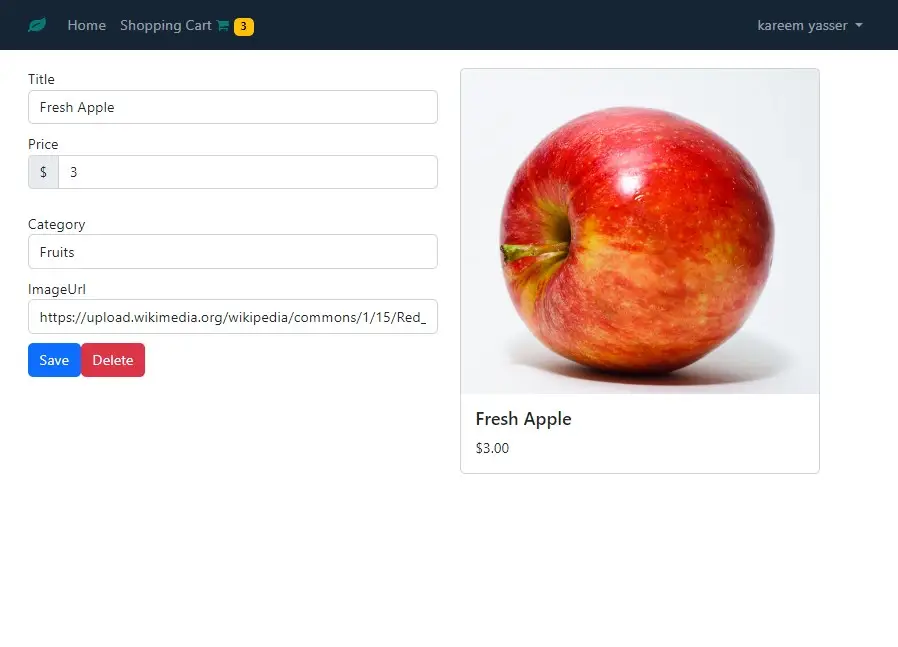 Home Shopping Cart 3 kareem yasser
Title
Fresh Apple
Price
$ 3
Category
Fruits
ImageUrl
https://upload.wikimedia.org/wikipedia/commons/1/15/Red_
Save Delete
Fresh Apple
$3.00